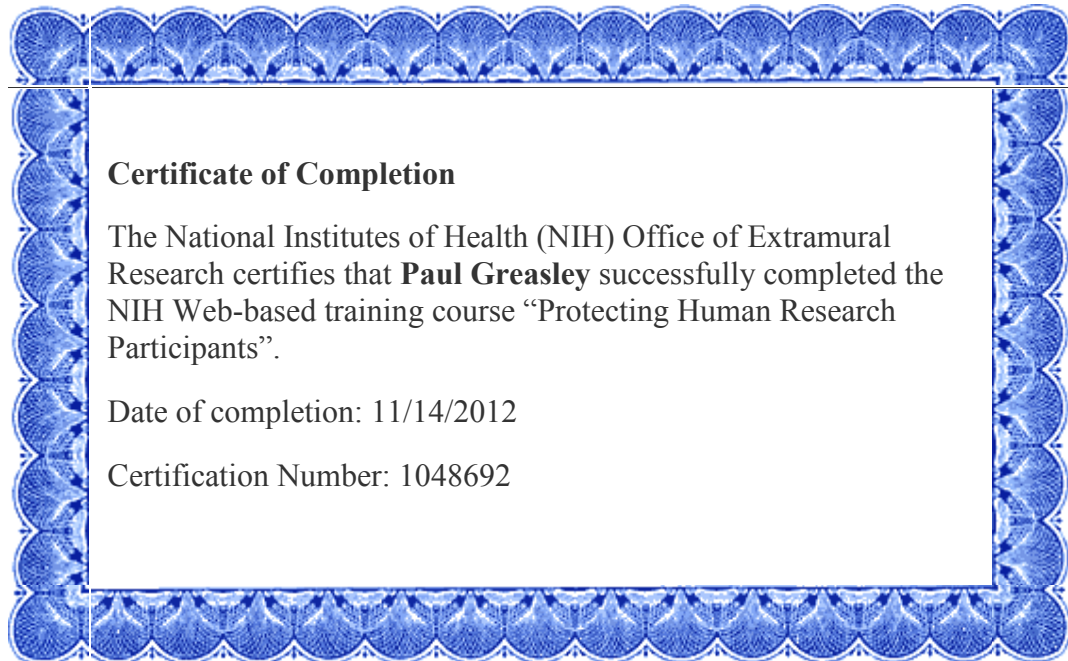 Certificate of Completion
The National Institutes of Health (NIH) Office of Extramural
Research certifies that Paul Greasley successfully completed the
NIH Web-based training course “Protecting Human Research
Participants”.
Date of completion: 11/14/2012
Certification Number: 1048692